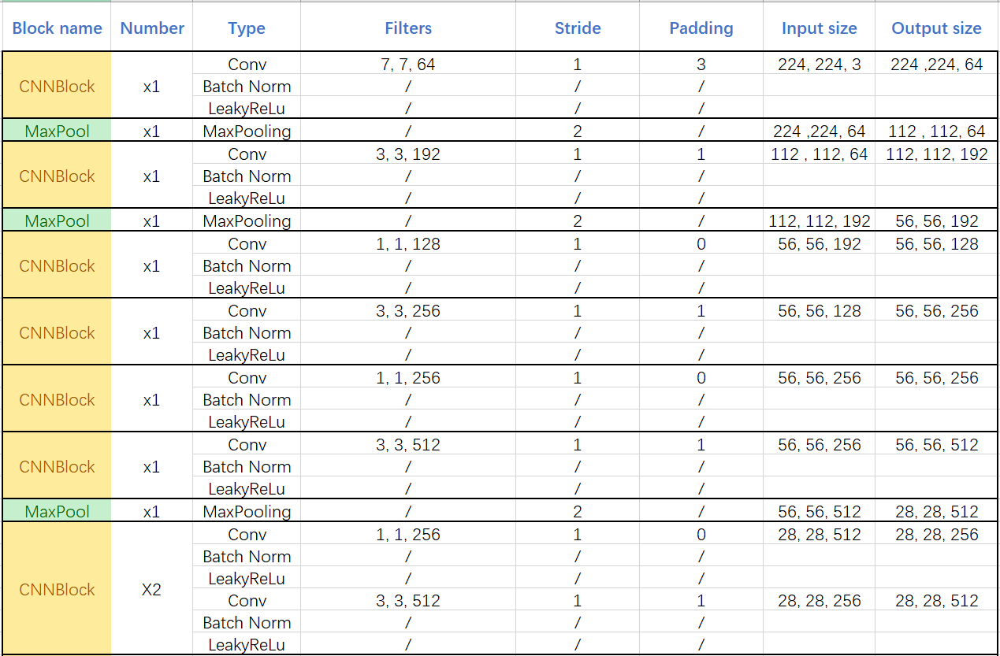 Block name Number Type Filters Stride Padding Input size Output size
Conv 7, 7, 64 1 3 224, 224, 3 224 ,224, 64
CNNBlock x1 Batch Norm / / /
LeakyReLu / / /
MaxPool x1 MaxPooling / 2 / 224 ,224, 64 112 , 112, 64
Conv 3, 3, 192 1 1 112 , 112, 64 112, 112, 192
CNNBlock x1 Batch Norm / / /
LeakyReLu / / /
MaxPool x1 MaxPooling / 2 / 112, 112, 192 56, 56, 192
Conv 1, 1, 128 1 0 56, 56, 192 56, 56, 128
CNNBlock x1 Batch Norm / / /
LeakyReLu / / /
Conv 3, 3, 256 1 1 56, 56, 128 56, 56, 256
CNNBlock x1 Batch Norm / / /
LeakyReLu / / /
Conv 1, 1, 256 1 0 56, 56, 256 56, 56, 256
CNNBlock x1 Batch Norm / / /
LeakyReLu / / /
Conv 3, 3, 512 1 1 56, 56, 256 56, 56, 512
CNNBlock x1 Batch Norm / / /
LeakyReLu / / /
MaxPool x1 MaxPooling / 2 / 56, 56, 512 28, 28, 512
Conv 1, 1, 256 1 0 28, 28, 512 28, 28, 256
Batch Norm / / /
LeakyReLu / / /
CNNBlock X2
Conv 3, 3, 512 1 1 28, 28, 256 28, 28, 512
Batch Norm / / /
LeakyReLu / / /